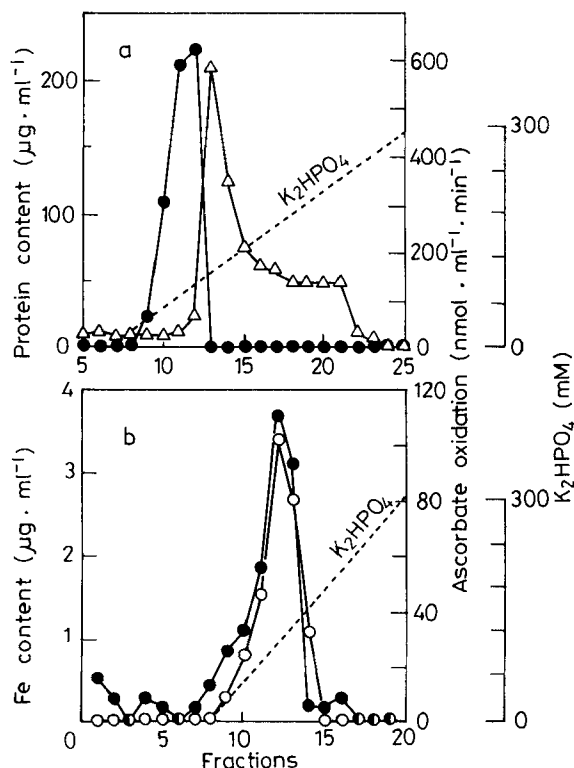 a
Protein content (µg · ml⁻¹)
200
100
0
5 10 15 20 25
K₂HPO₄
600
400
200
0
300
0
b
Fe content (µg · ml⁻¹)
4
3
2
1
0
0 5 10 15 20
Fractions
K₂HPO₄
120
80
40
0
Ascorbate oxidation (nmol · ml⁻¹ · min⁻¹)
300
0
K₂HPO₄ (mM)